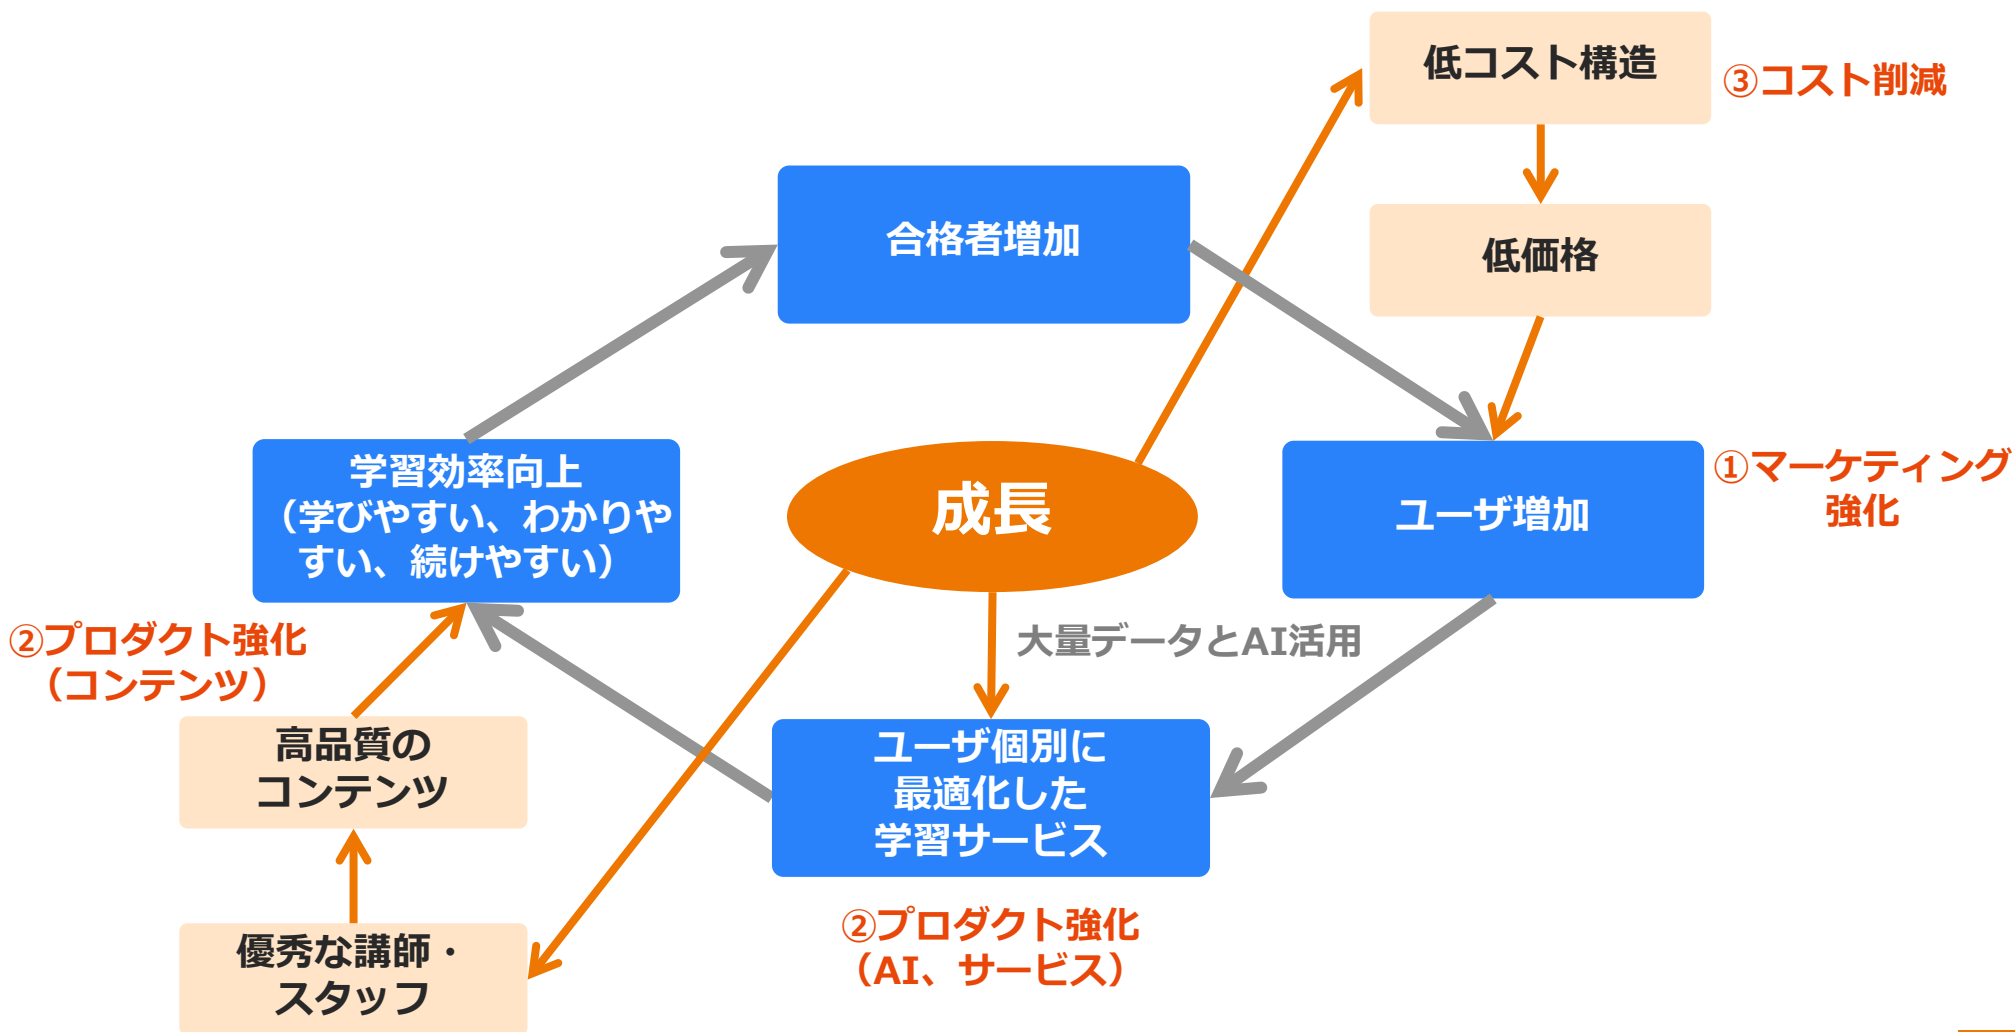 低コスト構造
③コスト削減
合格者増加
低価格
学習効率向上
（学びやすい、わかりや
すい、続けやすい）
成長
ユーザ増加
①マーケティング
強化
②プロダクト強化
（コンテンツ）
大量データとAI活用
高品質の
コンテンツ
ユーザ個別に
最適化した
学習サービス
②プロダクト強化
（AI、サービス）
優秀な講師・
スタッフ